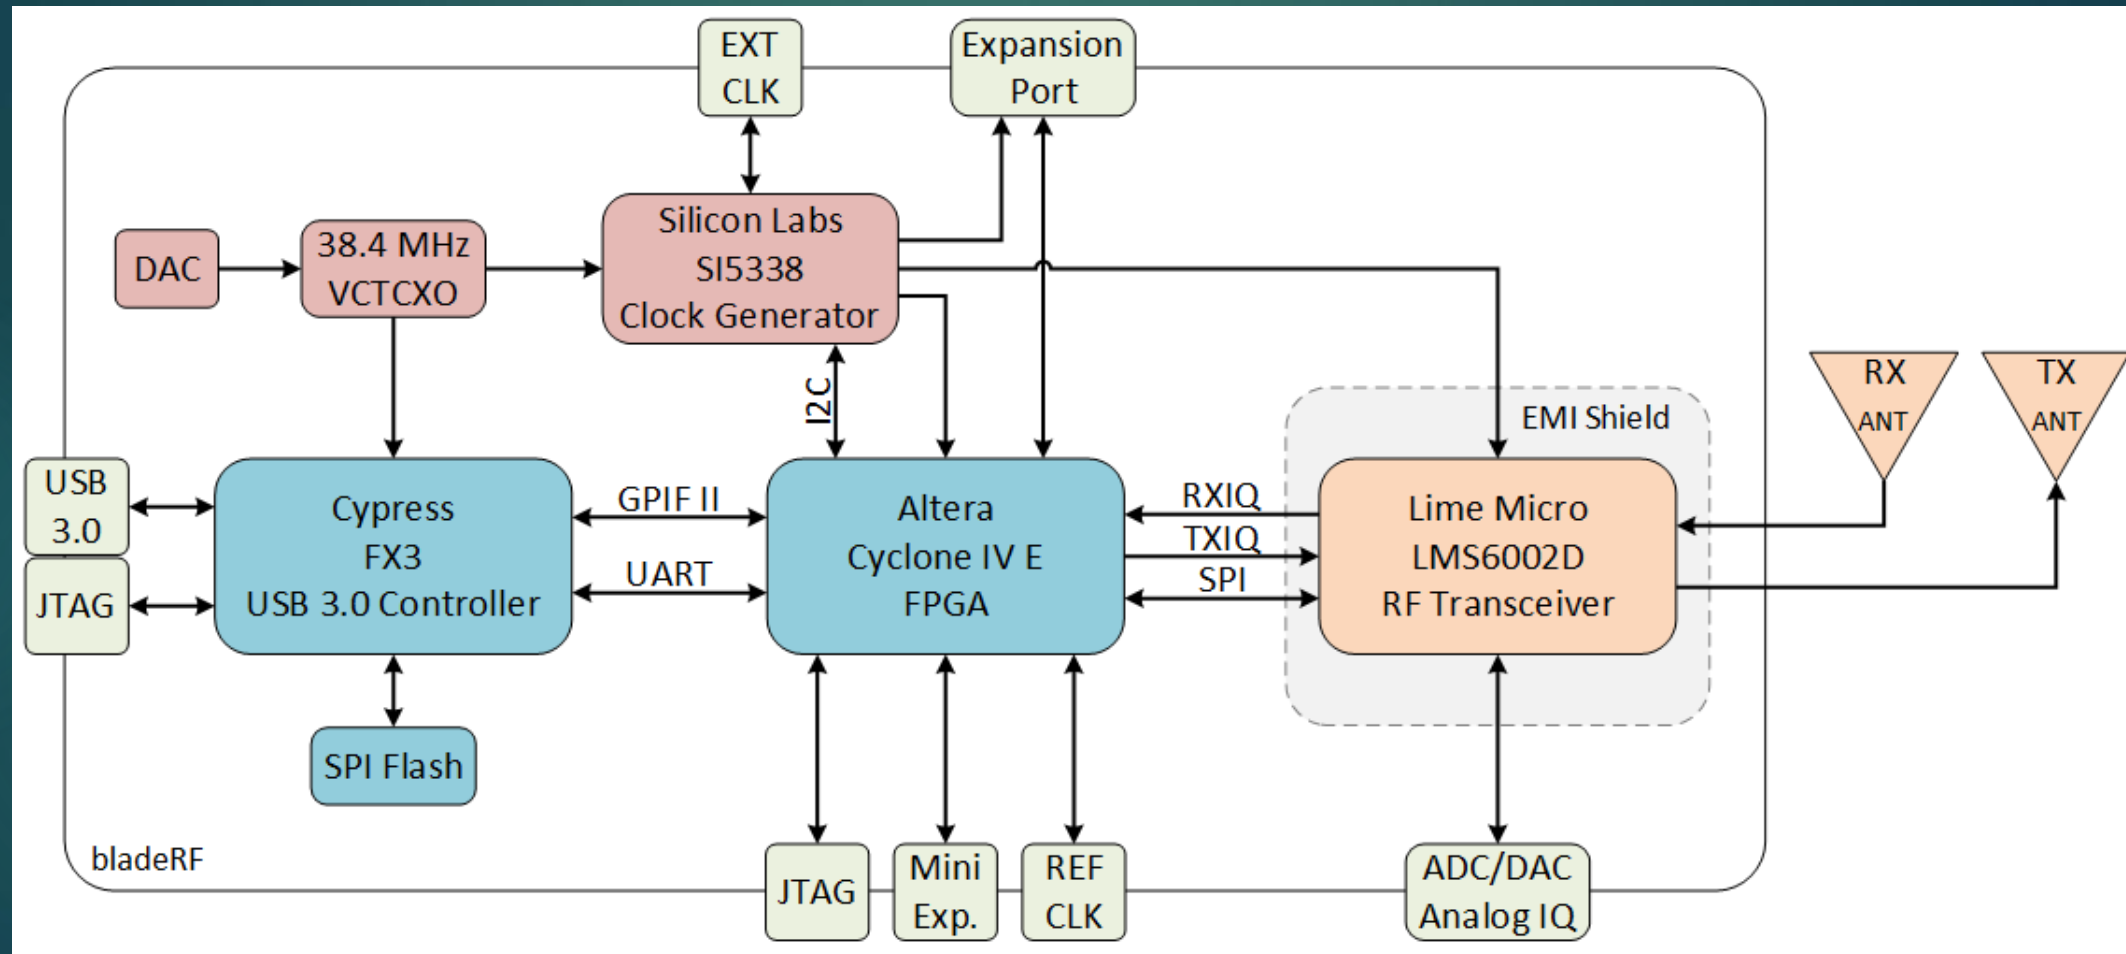 EXT
CLK
Expansion
Port
Silicon Labs
SI5338
Clock Generator
DAC
38.4 MHz
VCTCXO
I2C
EMI Shield
RX
ANT
TX
ANT
USB
3.0
JTAG
Cypress
FX3
USB 3.0 Controller
GPIF II
UART
Altera
Cyclone IV E
FPGA
RXIQ
TXIQ
SPI
Lime Micro
LMS6002D
RF Transceiver
SPI Flash
bladeRF
JTAG
Mini
Exp.
REF
CLK
ADC/DAC
Analog IQ